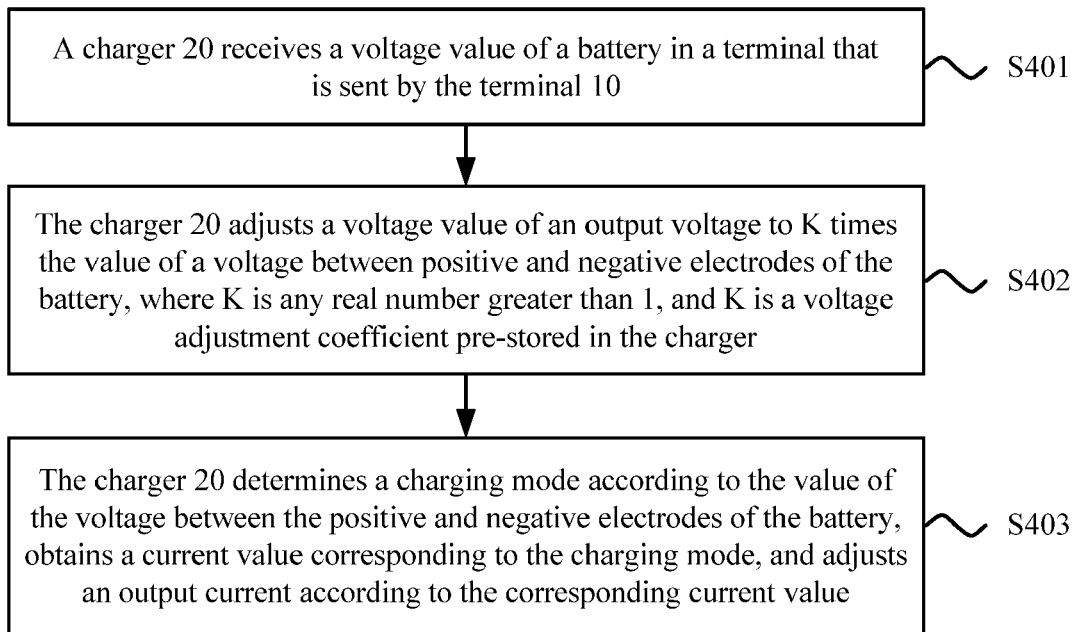 A charger 20 receives a voltage value of a battery in a terminal that
is sent by the terminal 10
S401
The charger 20 adjusts a voltage value of an output voltage to K times
the value of a voltage between positive and negative electrodes of the
battery, where K is any real number greater than 1, and K is a voltage
adjustment coefficient pre-stored in the charger
S402
The charger 20 determines a charging mode according to the value of
the voltage between the positive and negative electrodes of the battery,
obtains a current value corresponding to the charging mode, and adjusts
an output current according to the corresponding current value
S403